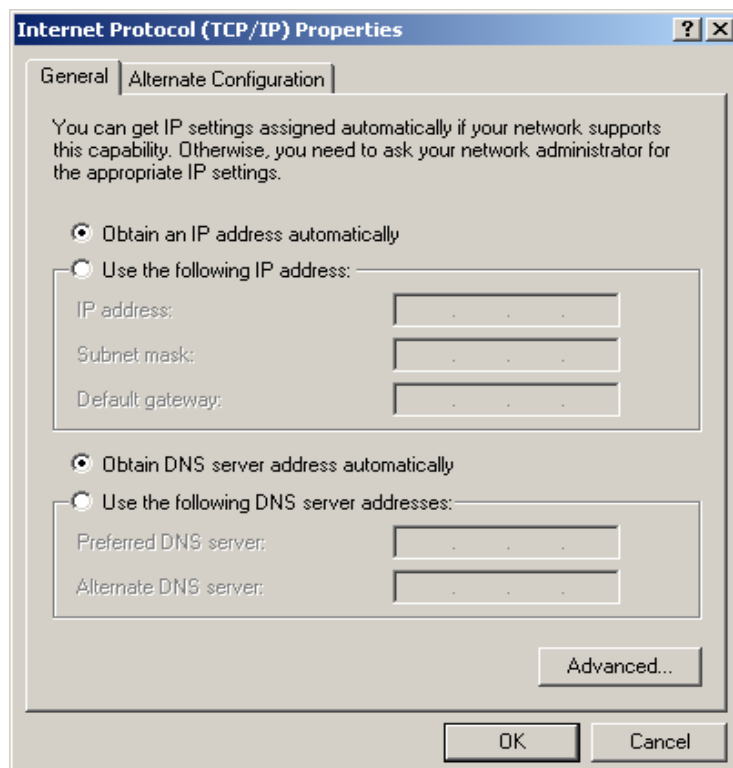 Internet Protocol (TCP/IP) Properties
General
Alternate Configuration
You can get IP settings assigned automatically if your network supports
this capability. Otherwise, you need to ask your network administrator for
the appropriate IP settings.
Obtain an IP address automatically
Use the following IP address:
IP address:
Subnet mask:
Default gateway:
Obtain DNS server address automatically
Use the following DNS server addresses:
Preferred DNS server:
Alternate DNS server:
Advanced...
OK
Cancel